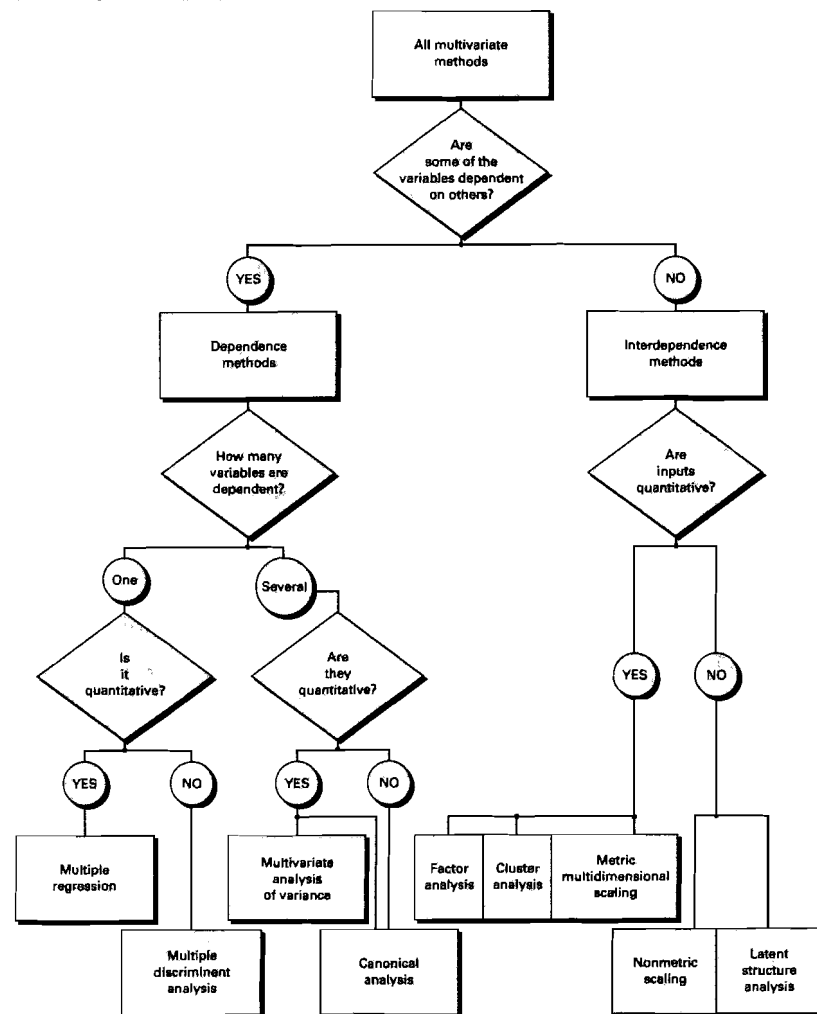 All multivariate
methods
Are
some of the
variables dependent
on others?
YES
NO
Dependence
methods
Interdependence
methods
How many
variables are
dependent?
Are
inputs
quantitative?
One
Several
Is
it
quantitative?
Are
they
quantitative?
YES
NO
YES
NO
YES
NO
Multiple
regression
Multivariate
analysis
of variance
Factor
analysis
Cluster
analysis
Metric
multidimensional
scaling
Multiple
discriminent
analysis
Canonical
analysis
Nonmetric
scaling
Latent
structure
analysis